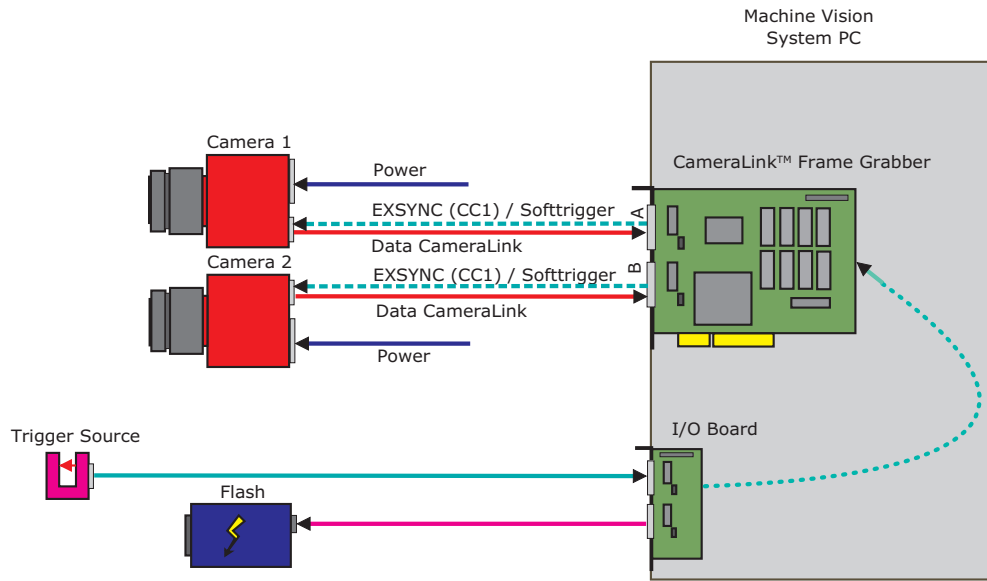 Machine Vision
System PC
Camera 1
CameraLink™ Frame Grabber
Power
A
EXSYNC (CC1) / Softtrigger
Data CameraLink
Camera 2
B
EXSYNC (CC1) / Softtrigger
Data CameraLink
Power
I/O Board
Trigger Source
Flash